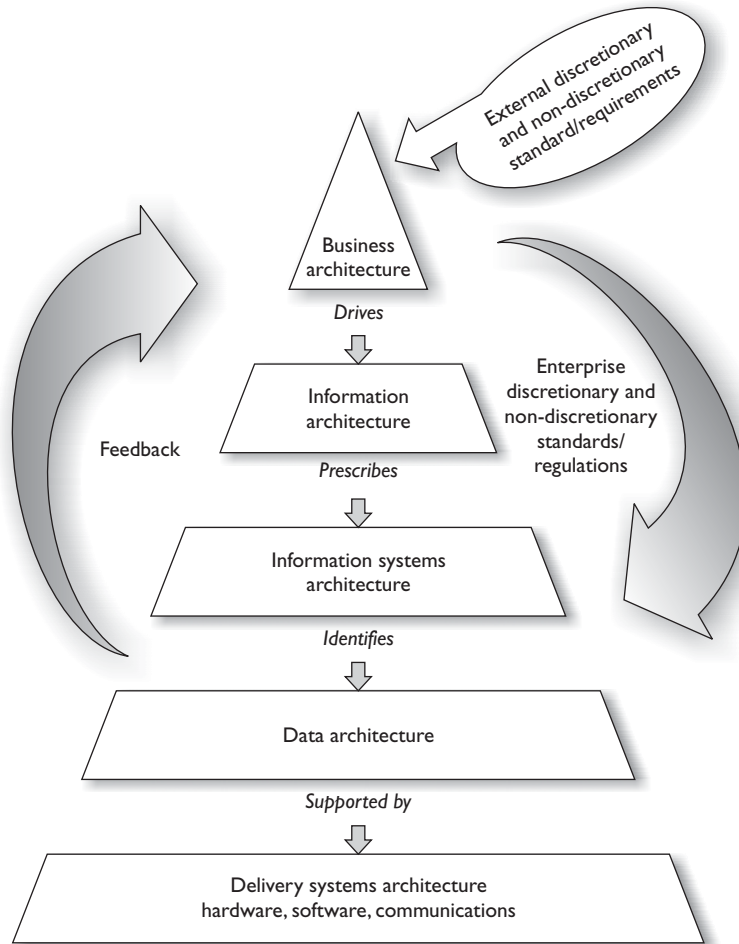 External discretionary
and non-discretionary
standard/requirements
Business
architecture
Drives
Information
architecture
Enterprise
discretionary and
non-discretionary
standards/
regulations
Feedback
Prescribes
Information systems
architecture
Identifies
Data architecture
Supported by
Delivery systems architecture
hardware, software, communications